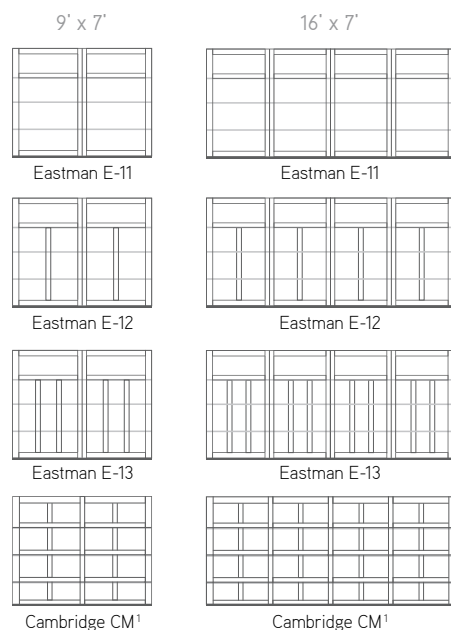 9' x 7' 16' x 7'
Eastman E-11 Eastman E-11
Eastman E-12 Eastman E-12
Eastman E-13 Eastman E-13
Cambridge CM¹ Cambridge CM¹